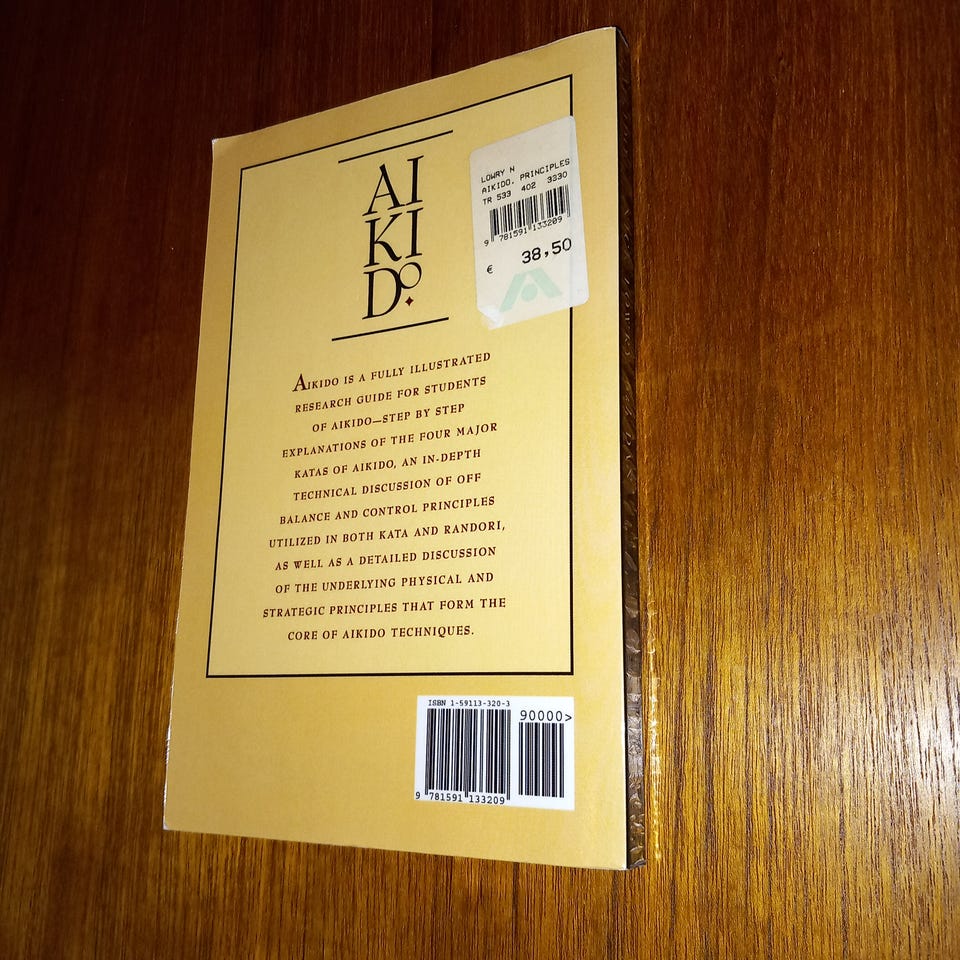 AI
KI
DO
LOWRY N
AIKIDO. PRINCIPLES
TR 533 402 3330
9 781591 133209
€ 38,50
AIKIDO IS A FULLY ILLUSTRATED
RESEARCH GUIDE FOR STUDENTS
OF AIKIDO—STEP BY STEP
EXPLANATIONS OF THE FOUR MAJOR
KATAS OF AIKIDO, AN IN-DEPTH
TECHNICAL DISCUSSION OF OFF
BALANCE AND CONTROL PRINCIPLES
UTILIZED IN BOTH KATA AND RANDORI,
AS WELL AS A DETAILED DISCUSSION
OF THE UNDERLYING PHYSICAL AND
STRATEGIC PRINCIPLES THAT FORM THE
CORE OF AIKIDO TECHNIQUES.
ISBN 1-59113-320-3
90000>
9 781591 133209